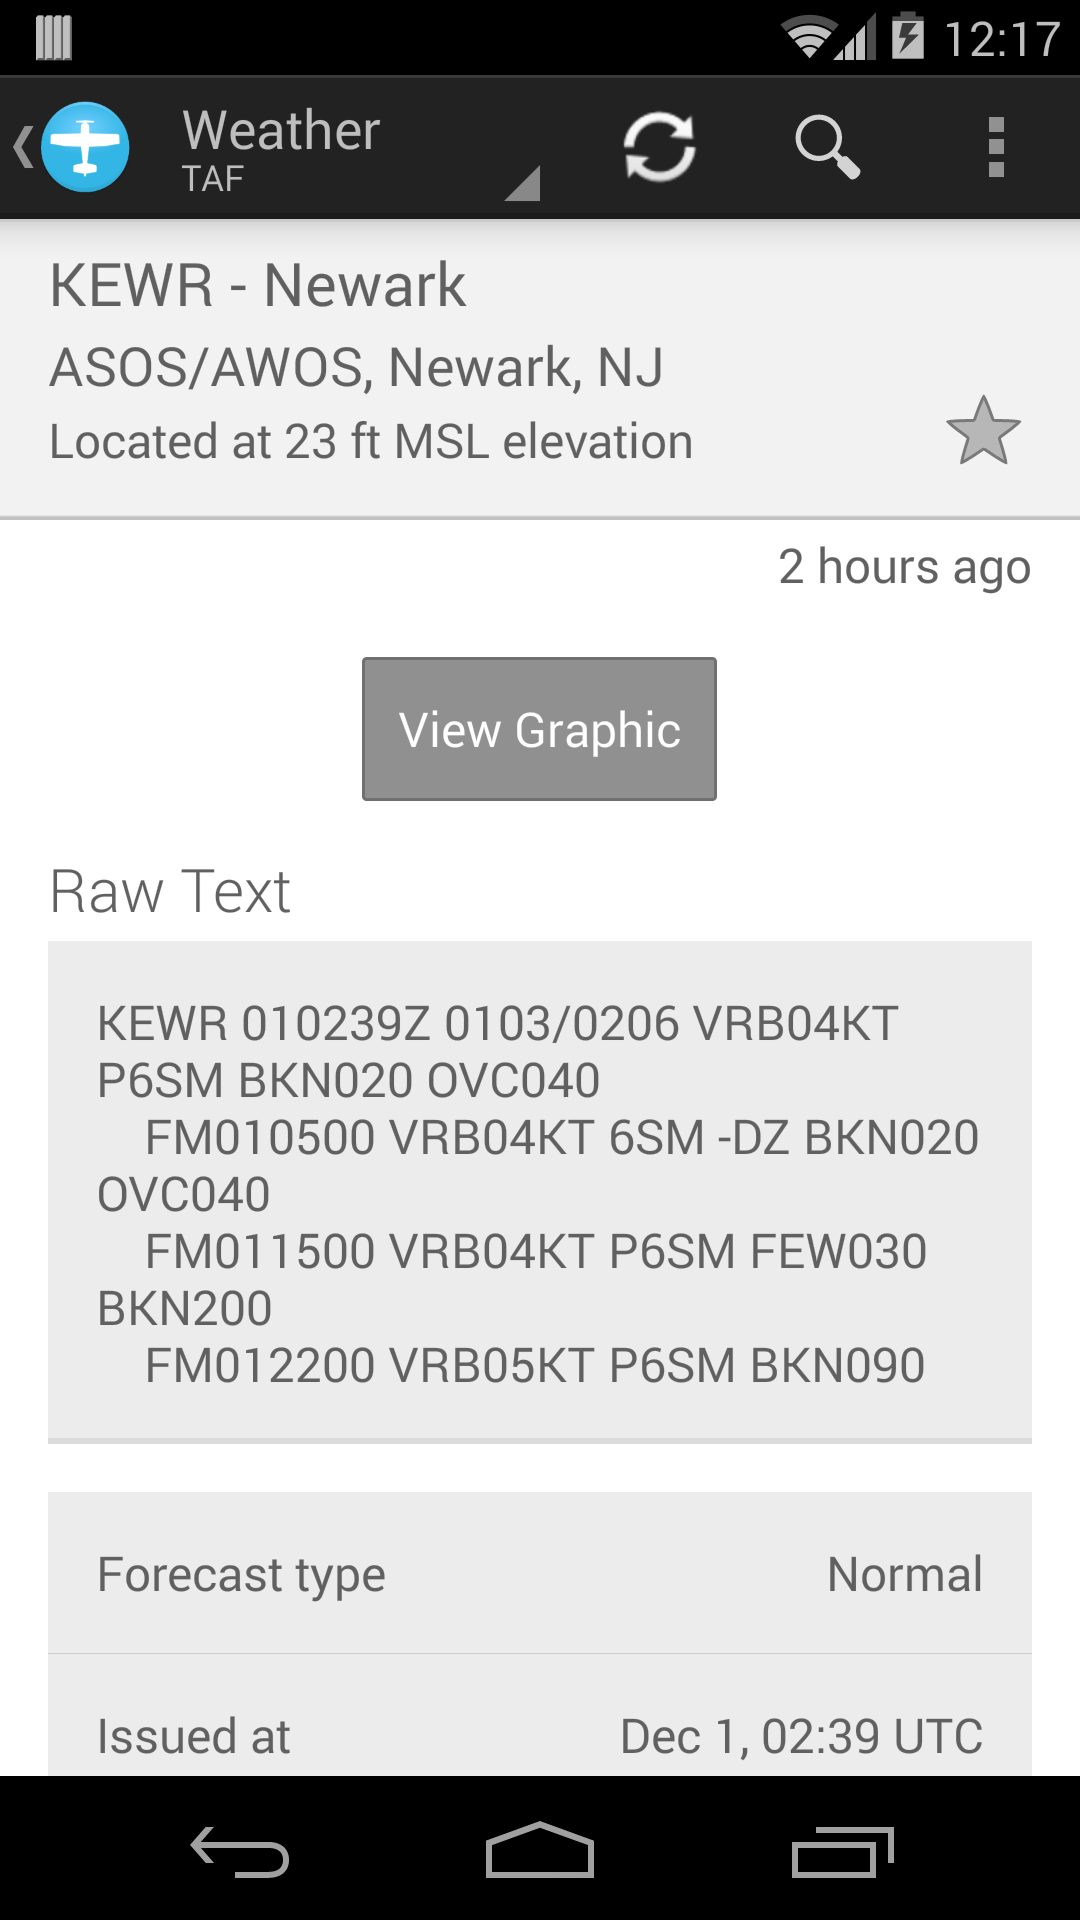 12:17
Weather
TAF
KEWR - Newark
ASOS/AWOS, Newark, NJ
Located at 23 ft MSL elevation
2 hours ago
View Graphic
Raw Text
KEWR 010239Z 0103/0206 VRB04KT
P6SM BKN020 OVC040
FM010500 VRB04KT 6SM -DZ BKN020
OVC040
FM011500 VRB04KT P6SM FEW030
BKN200
FM012200 VRB05KT P6SM BKN090
Forecast type Normal
Issued at Dec 1, 02:39 UTC